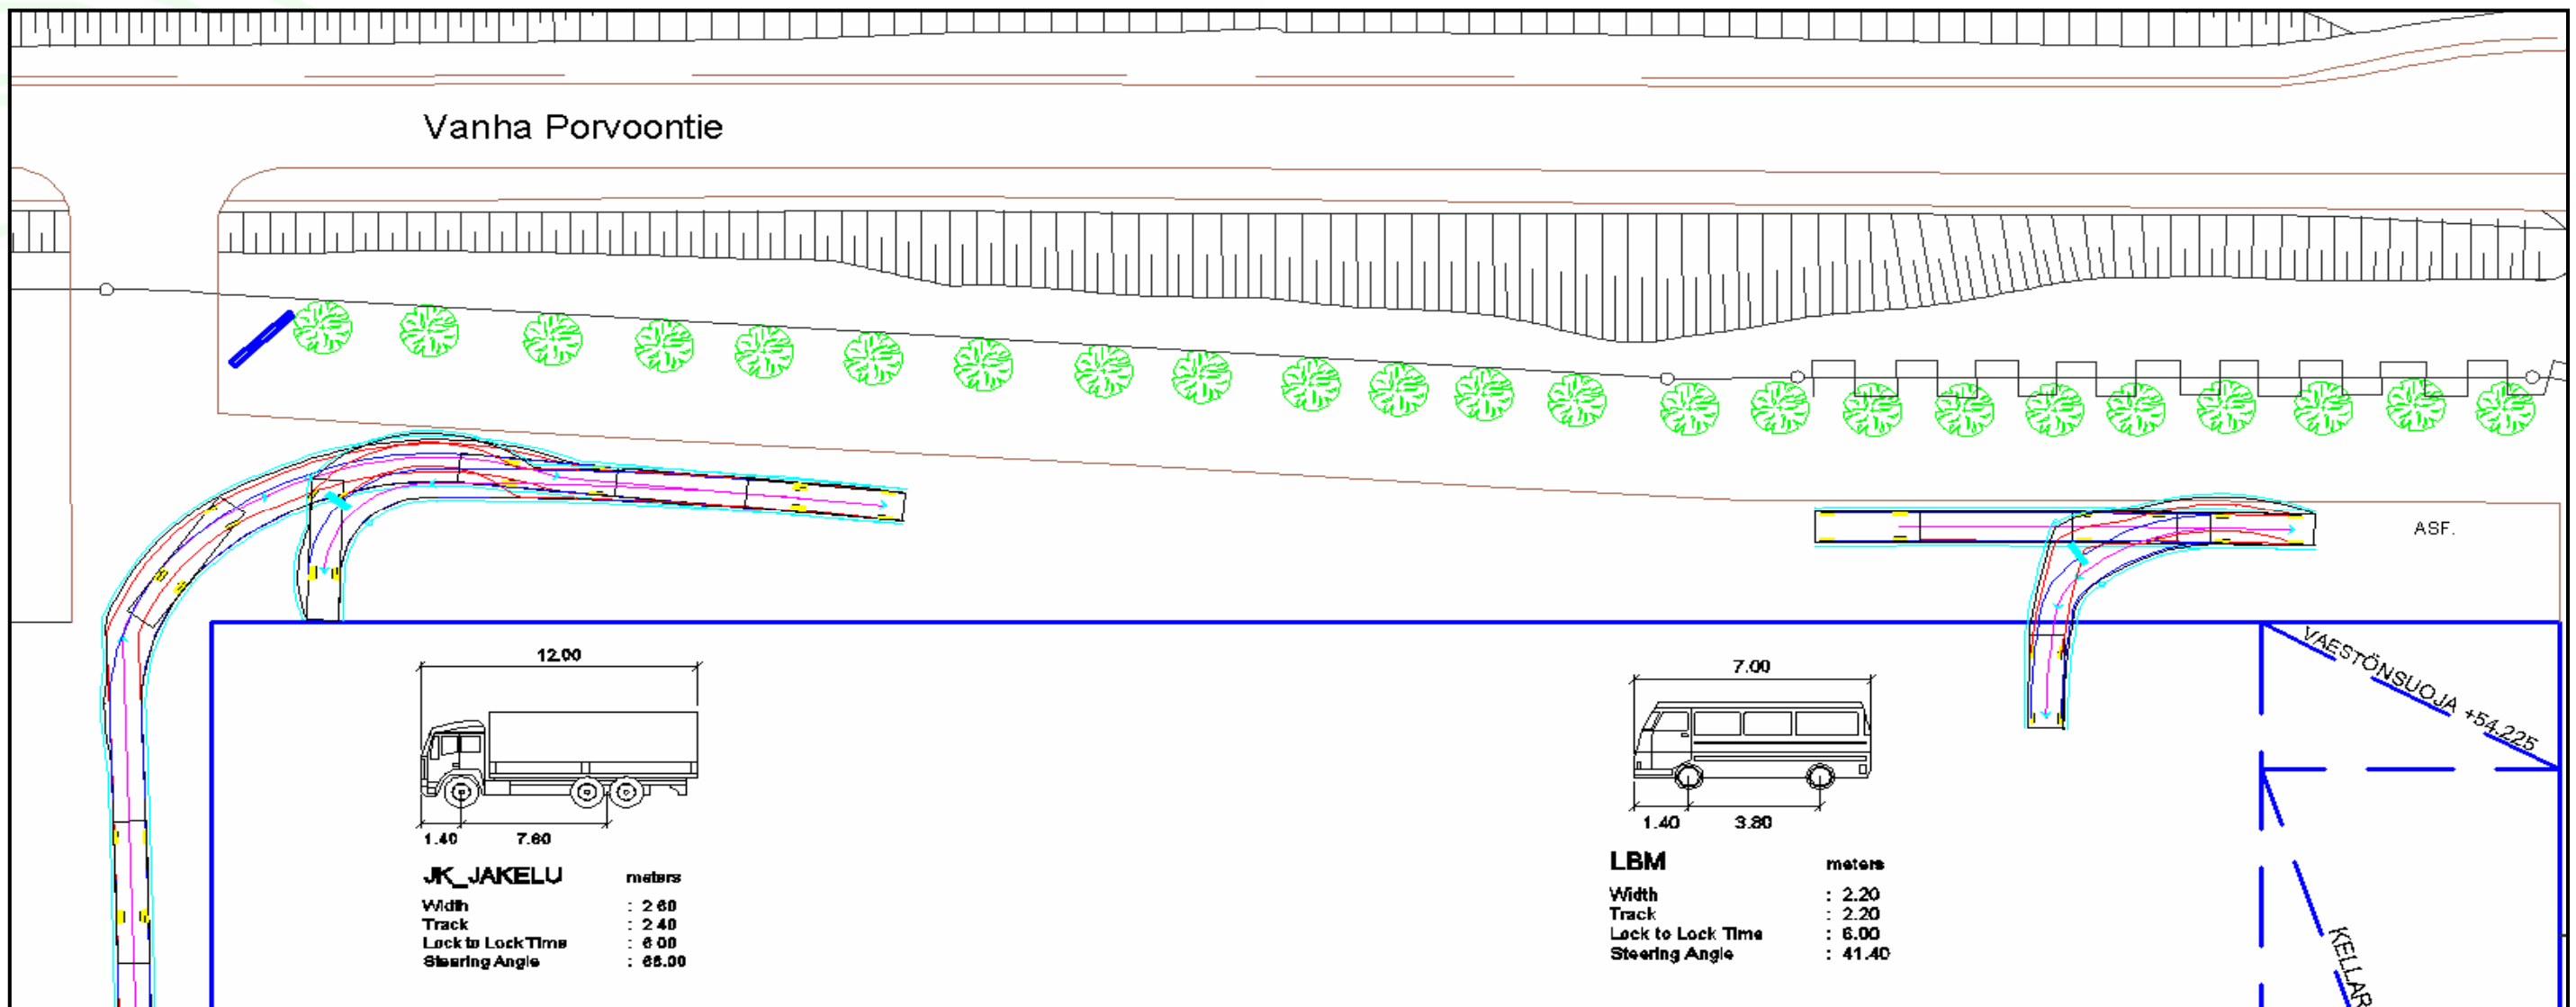 Vanha Porvoontie
ASF.
VAESTÖNSUOJA +54.225
12.00
1.40 7.60
JK_JAKELU meters
Width : 2.60
Track : 2.40
Lock to Lock Time : 6.00
Steering Angle : 66.00
7.00
1.40 3.80
LBM meters
Width : 2.20
Track : 2.20
Lock to Lock Time : 6.00
Steering Angle : 41.40
KELLAR